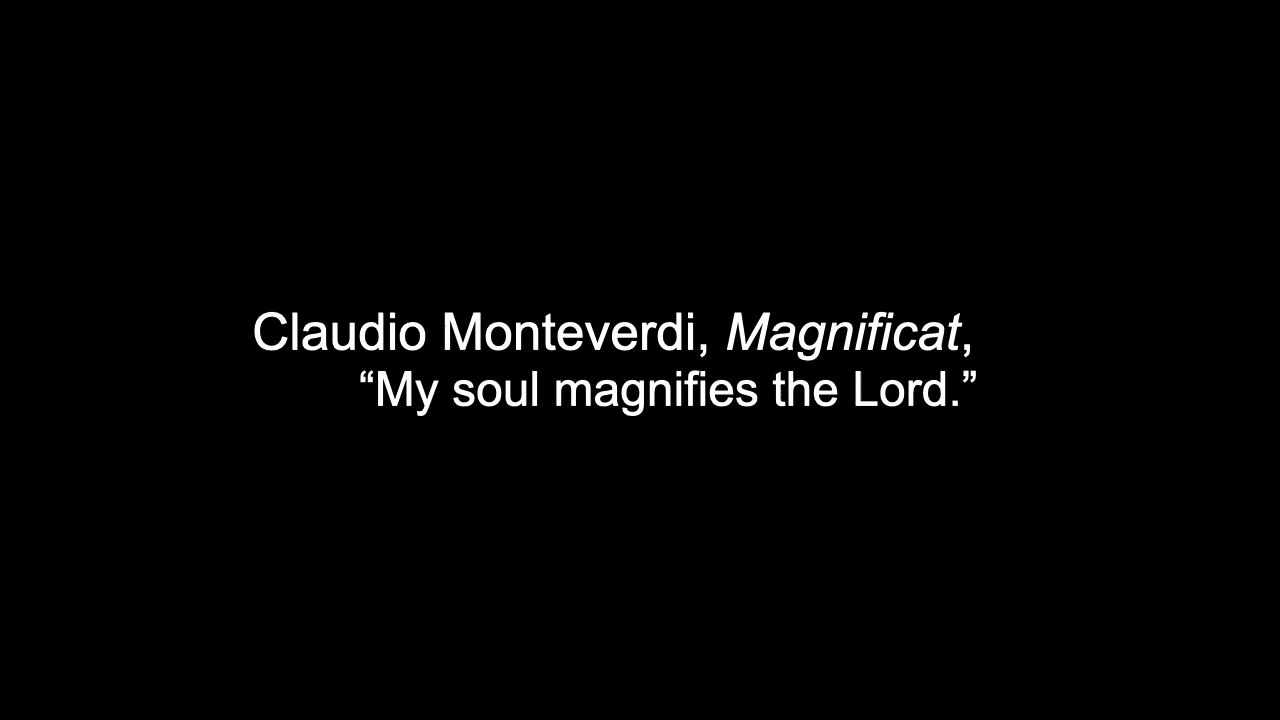 Claudio Monteverdi, Magnificat,
“My soul magnifies the Lord.”